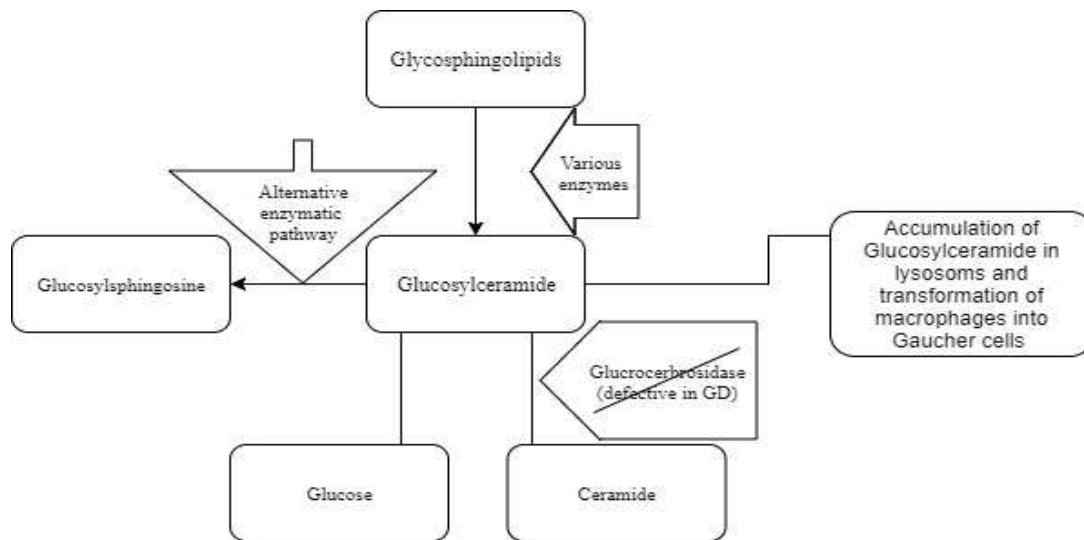 Glycosphingolipids
Various
enzymes
Alternative
enzymatic
pathway
Glucosylsphingosine
Glucosylceramide
Accumulation of
Glucosylceramide in
lysosoms and
transformation of
macrophages into
Gaucher cells
Glucrocerbrosidase
(defective in GD)
Glucose
Ceramide